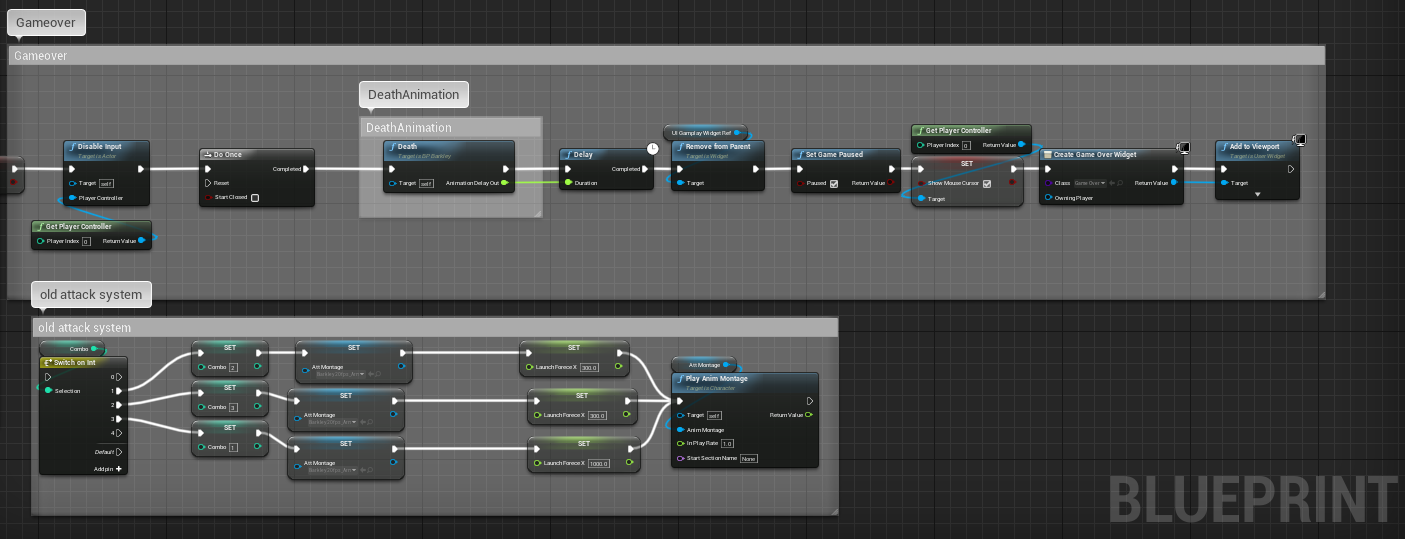 Gameover
Gameover
DeathAnimation
DeathAnimation
Disable Input
Target is Actor
Target self
Player Controller
Get Player Controller
Player Index 0 Return Value
Do Once
Completed
Reset
Start Closed
Death
Target is BP Barkley
Target self Animation Delay Out
Delay
Completed
Duration
UI Gamplay Widget Ref
Remove from Parent
Target is Widget
Target
Set Game Paused
Paused Return Value
Get Player Controller
Player Index 0 Return Value
SET
Show Mouse Cursor
Target
Create Game Over Widget
Class Game Over Return Value
Owning Player
Add to Viewport
Target is User Widget
Target
old attack system
old attack system
Combo
Switch on Int
0
Selection 1
2
3
4
Default
Add pin +
SET
Combo 2
SET
Combo 3
SET
Combo 1
SET
Att Montage
SET
Att Montage
SET
Att Montage
SET
Launch Forece X 300.0
SET
Launch Forece X 300.0
SET
Launch Forece X 1000.0
Att Montage
Play Anim Montage
Target is Character
Target self Return Value
Anim Montage
In Play Rate 1.0
Start Section Name None
BLUEPRINT